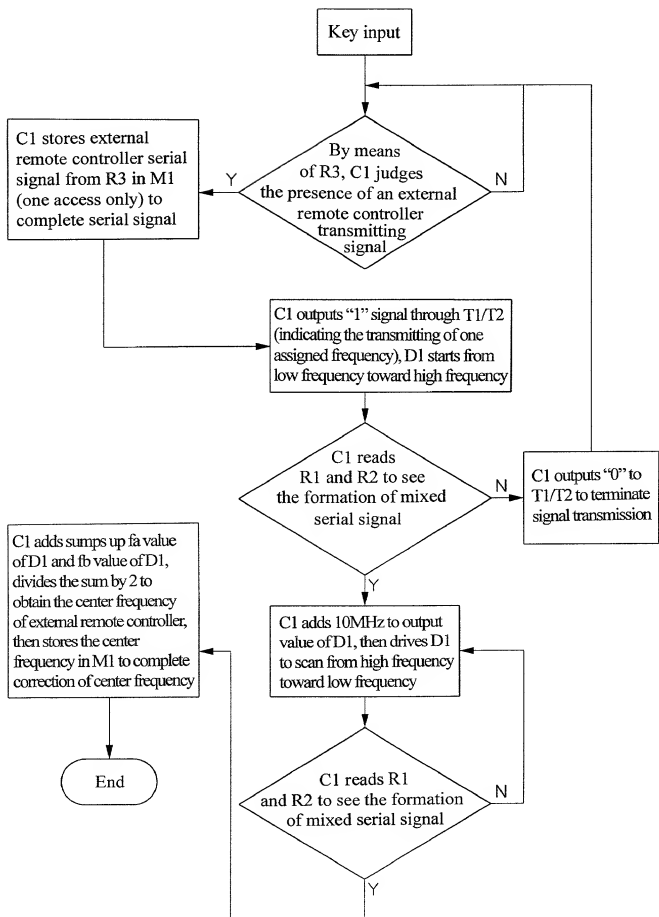 Key input
By means
of R3, C1 judges
the presence of an external
remote controller
transmitting
signal
Y
N
C1 stores external
remote controller serial
signal from R3 in M1
(one access only) to
complete serial signal
C1 outputs “1” signal through T1/T2
(indicating the transmitting of one
assigned frequency), D1 starts from
low frequency toward high frequency
C1 reads
R1 and R2 to see
the formation of mixed
serial signal
N
Y
C1 outputs “0” to
T1/T2 to terminate
signal transmission
C1 adds 10MHz to output
value of D1, then drives D1
to scan from high frequency
toward low frequency
C1 reads R1
and R2 to see the formation
of mixed serial signal
N
Y
C1 adds sumps up fa value
of D1 and fb value of D1,
divides the sum by 2 to
obtain the center frequency
of external remote controller,
then stores the center
frequency in M1 to complete
correction of center frequency
End